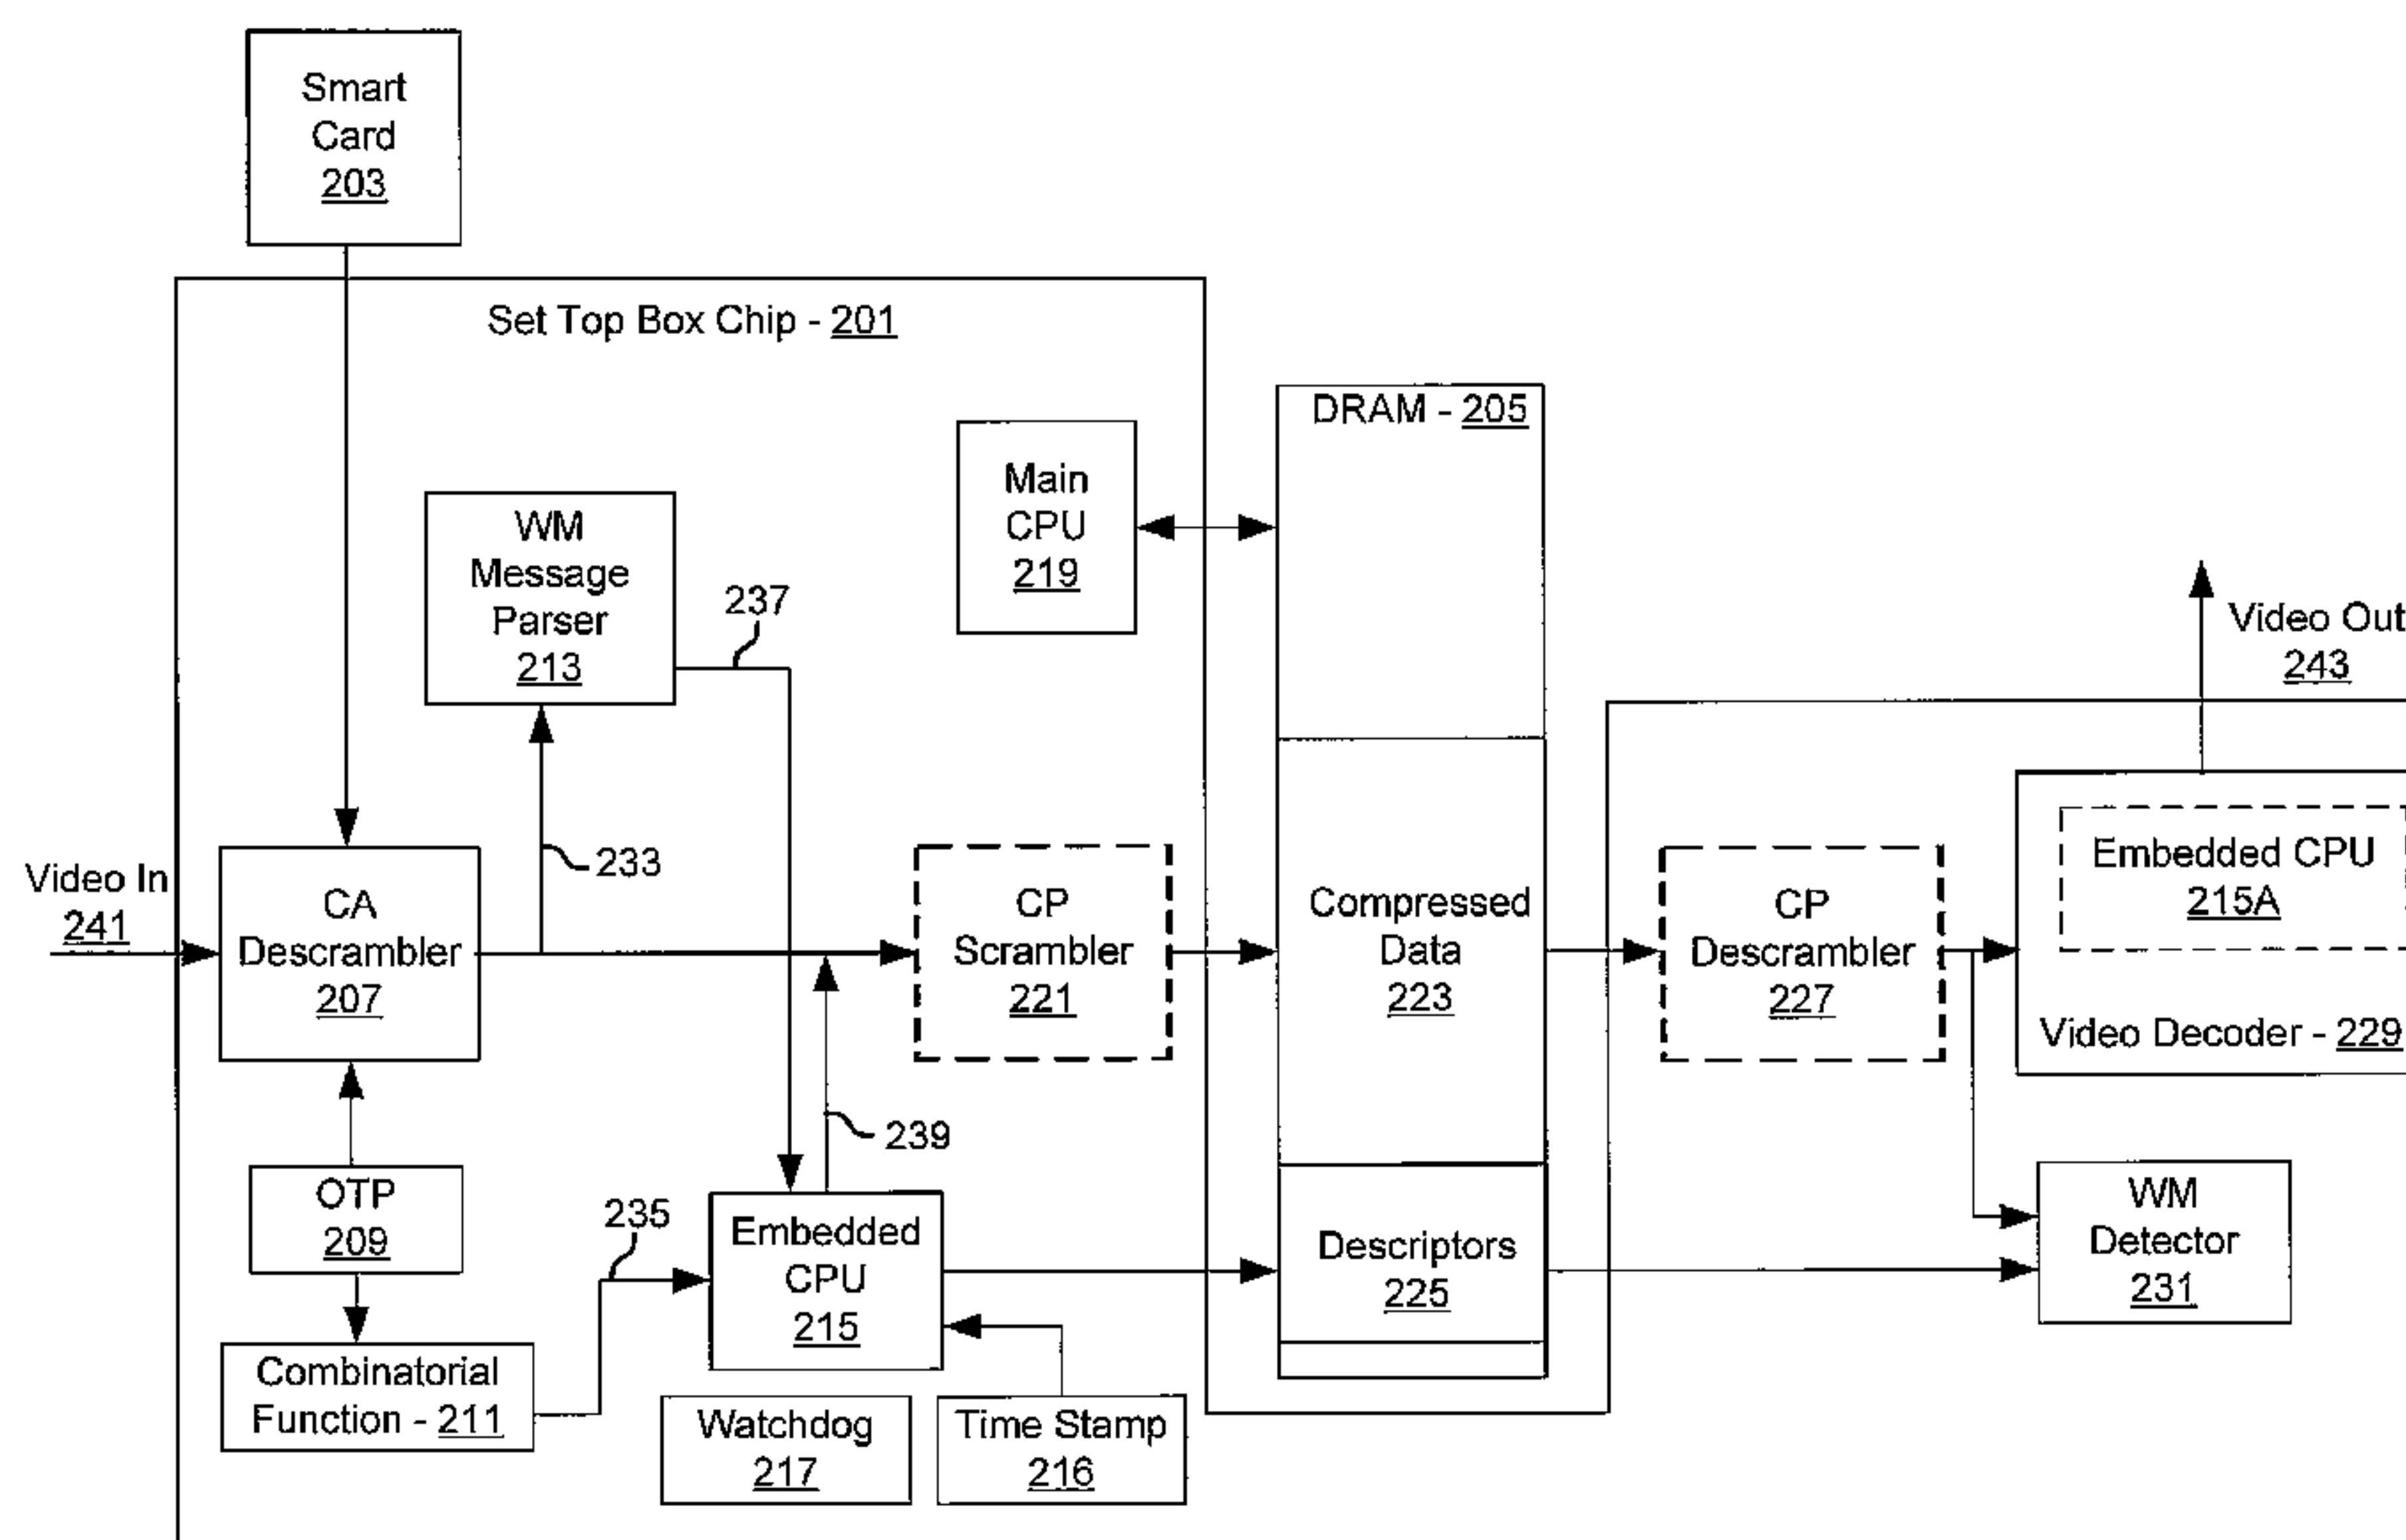 Smart
Card
203
Set Top Box Chip - 201
DRAM - 205
Main
CPU
219
WM
Message
Parser
213
237
Video Out
243
233
Video In
241
CA
Descrambler
207
CP
Scrambler
221
Compressed
Data
223
CP
Descrambler
227
Embedded CPU
215A
Video Decoder - 229
239
OTP
209
235
Embedded
CPU
215
Descriptors
225
WM
Detector
231
Combinatorial
Function - 211
Watchdog
217
Time Stamp
216